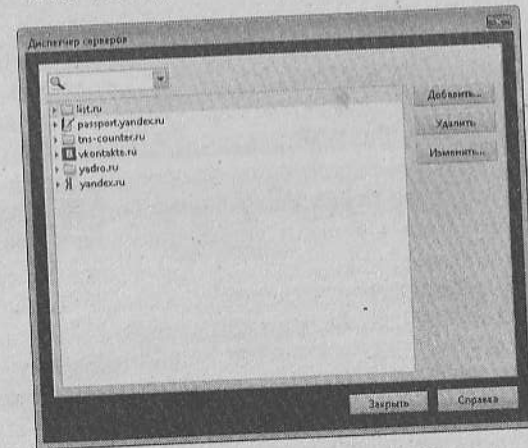 Диспетчер серверов
list.ru
passport.yandex.ru
tns-counter.ru
vkontakte.ru
yadro.ru
yandex.ru
Добавить...
Удалить
Изменить...
Закрыть
Справка